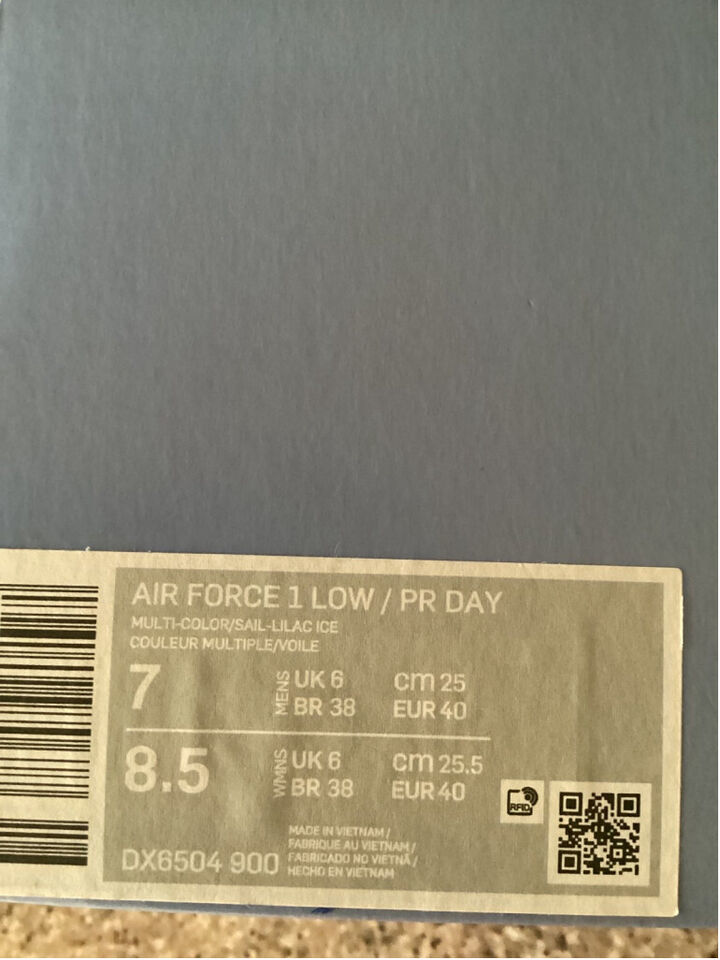 AIR FORCE 1 LOW / PR DAY
MULTI-COLOR/SAIL-LILAC ICE
COULEUR MULTIPLE/VOILE
7
MENS
UK 6 cm 25
BR 38 EUR 40
8.5
WMNS
UK 6 cm 25.5
BR 38 EUR 40
RFID
MADE IN VIETNAM /
FABRIQUE AU VIETNAM /
FABRICADO NO VIETNÃ /
HECHO EN VIETNAM
DX6504 900